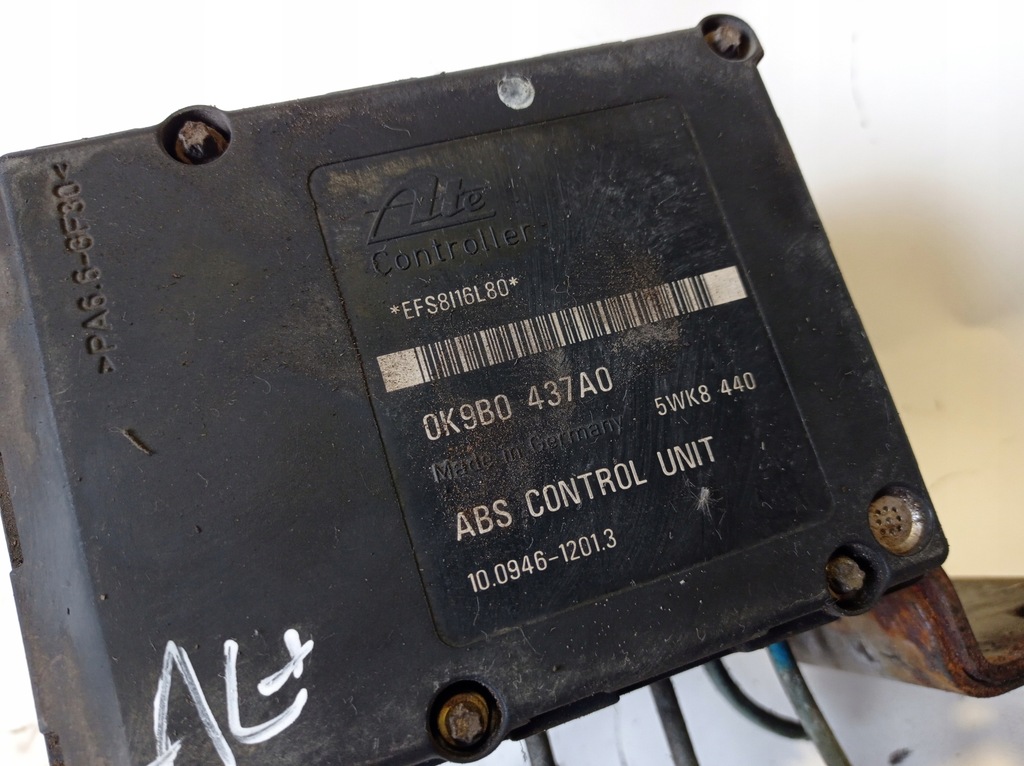 >PA6.6-GF30<
Ate
Controller
*EFS8I16L80*
0K9B0 437A0
5WK8 440
Made in Germany
ABS CONTROL UNIT
10.0946-1201.3